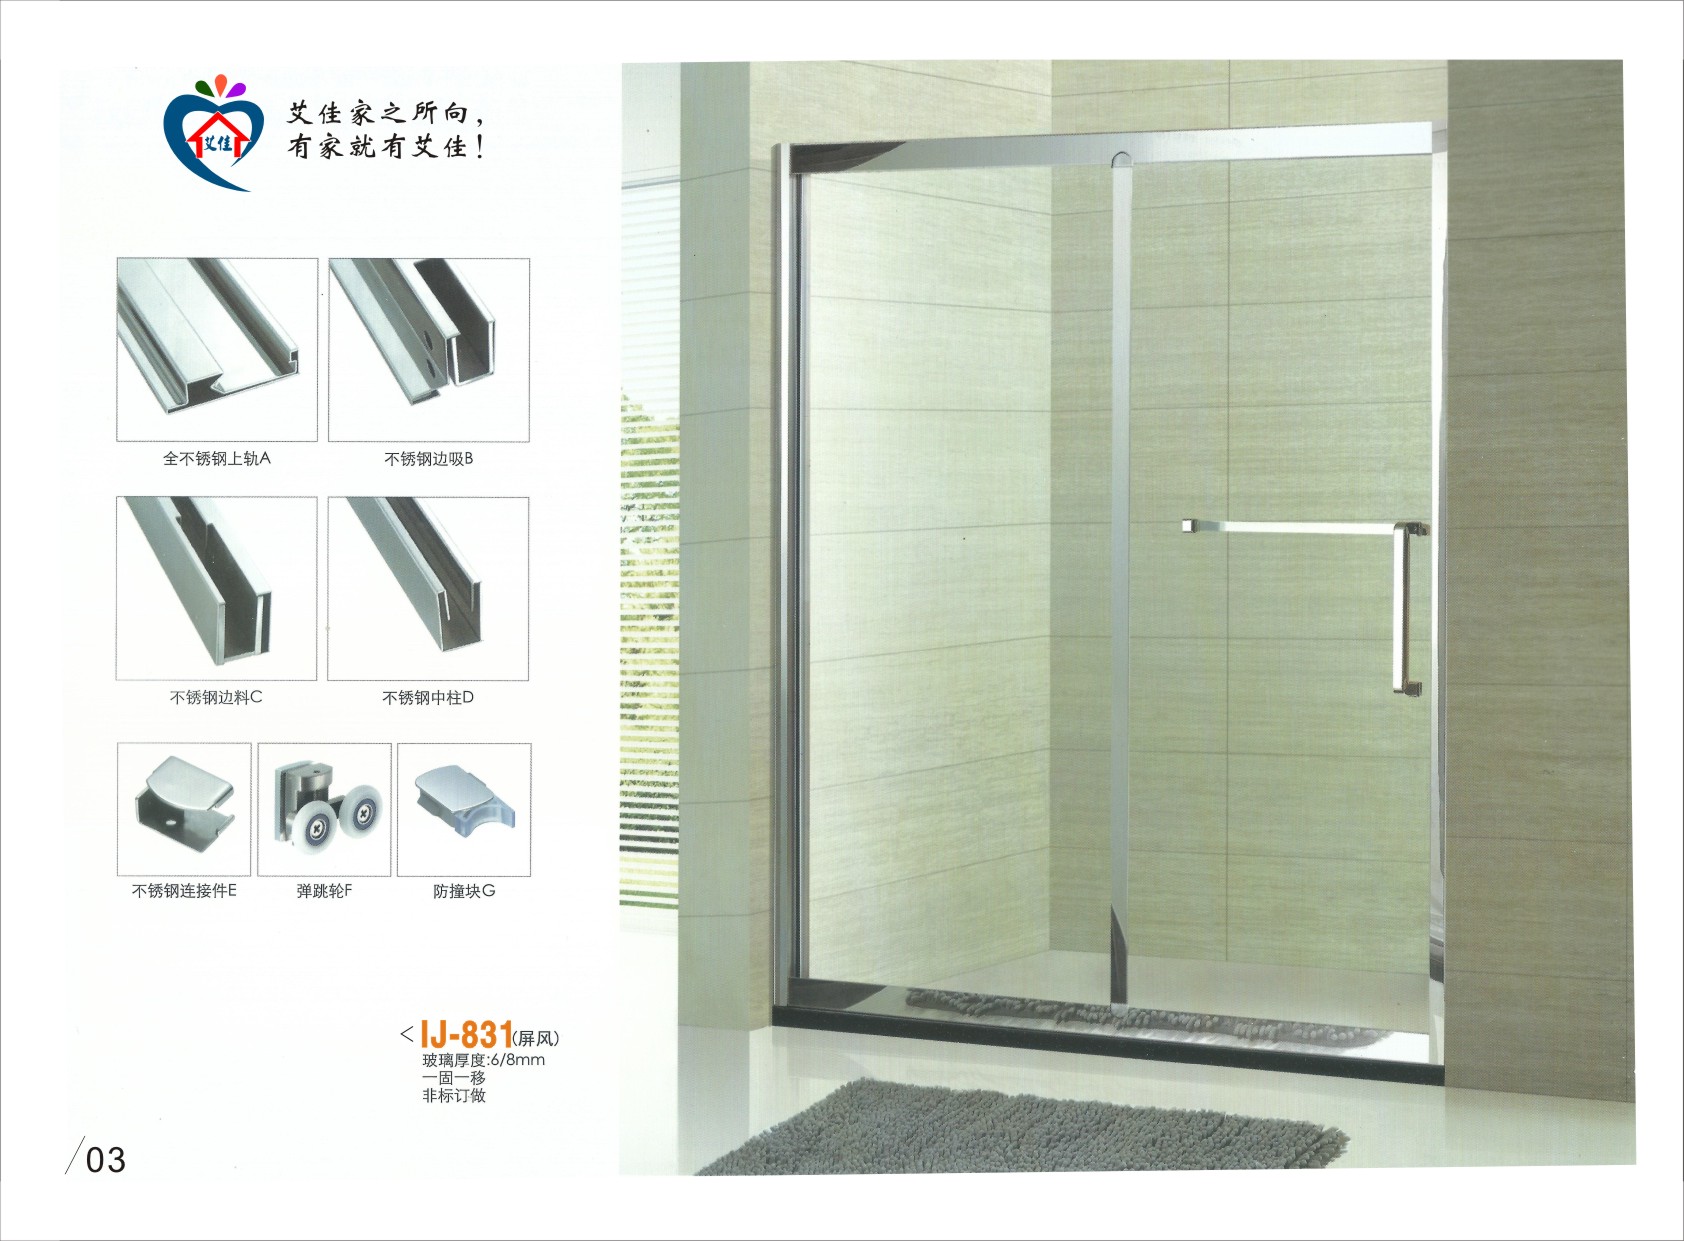 艾佳
艾佳家之所向，
有家就有艾佳！
全不锈钢上轨A
不锈钢边吸B
不锈钢边料C
不锈钢中柱D
不锈钢连接件E
弹跳轮F
防撞块G
<IJ-831(屏风)
玻璃厚度:6/8mm
一固一移
非标订做
/03